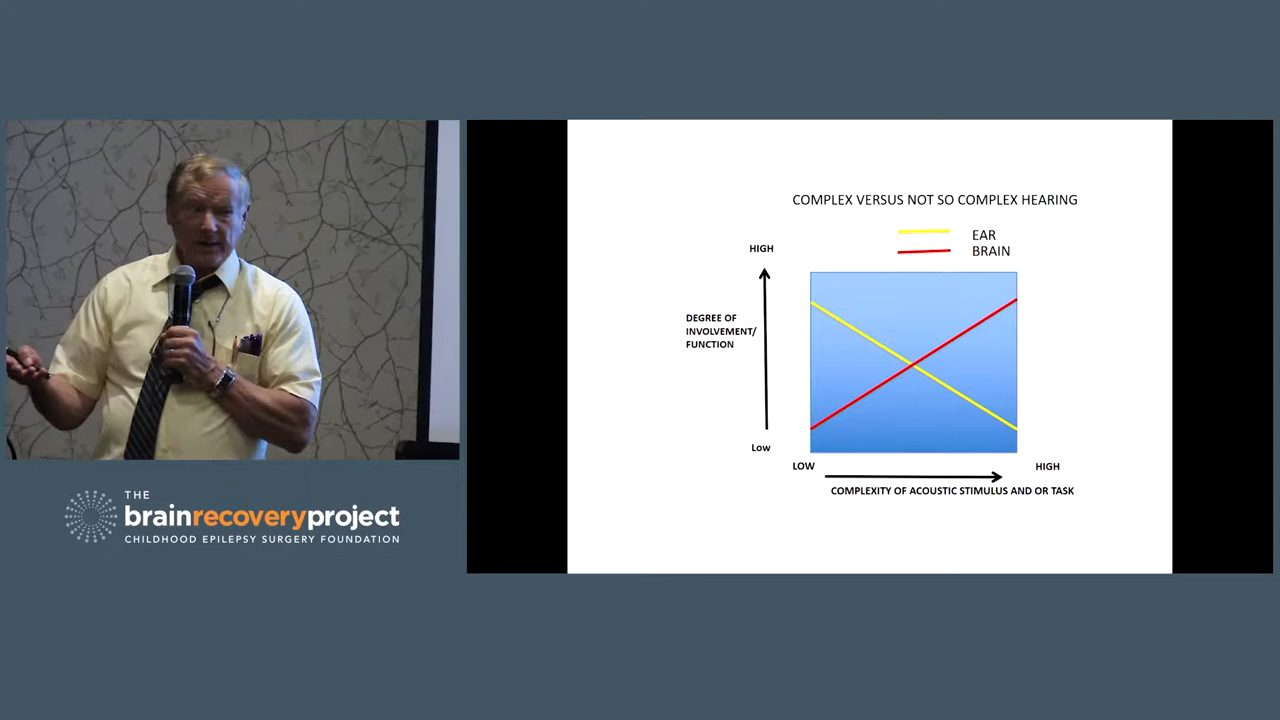 COMPLEX VERSUS NOT SO COMPLEX HEARING
EAR
BRAIN
HIGH
DEGREE OF
INVOLVEMENT/
FUNCTION
Low
LOW
HIGH
COMPLEXITY OF ACOUSTIC STIMULUS AND OR TASK
THE
brainrecoveryproject
CHILDHOOD EPILEPSY SURGERY FOUNDATION